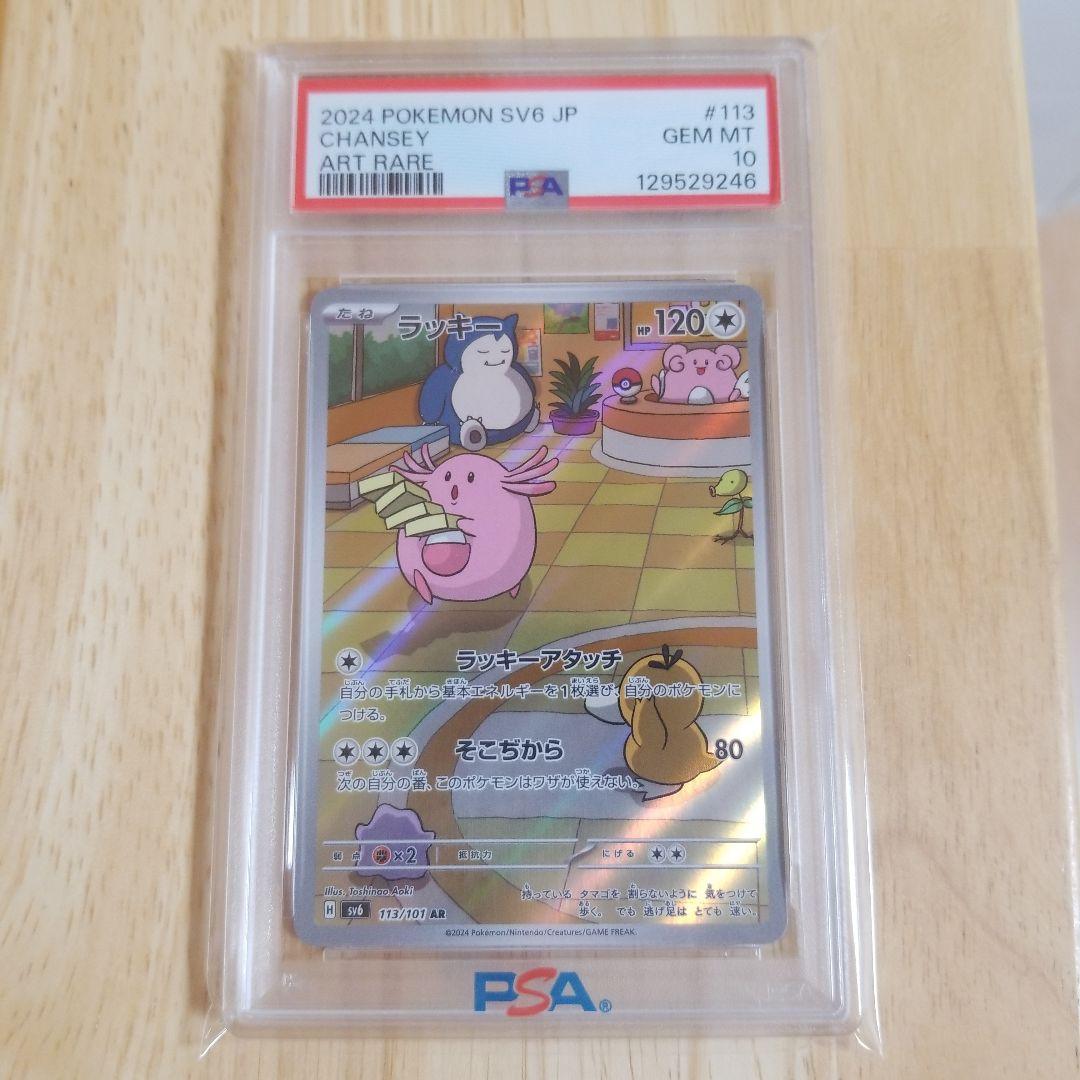 2024 POKEMON SV6 JP #113
CHANSEY GEM MT
ART RARE 10
PSA 129529246
たね ラッキー HP 120
ラッキーアタッチ
自分の手札から基本エネルギーを1枚選び、自分のポケモンに
つける。
そこぢから 80
次の自分の番、このポケモンはワザが使えない。
弱点 ×2 抵抗力 にげる
Illus. Toshinao Aoki
持っている タマゴを 割らないように 気をつけて
歩く。でも 逃げ足は とても 速い。
H sv6 113/101 AR
©2024 Pokémon/Nintendo/Creatures/GAME FREAK.
PSA®